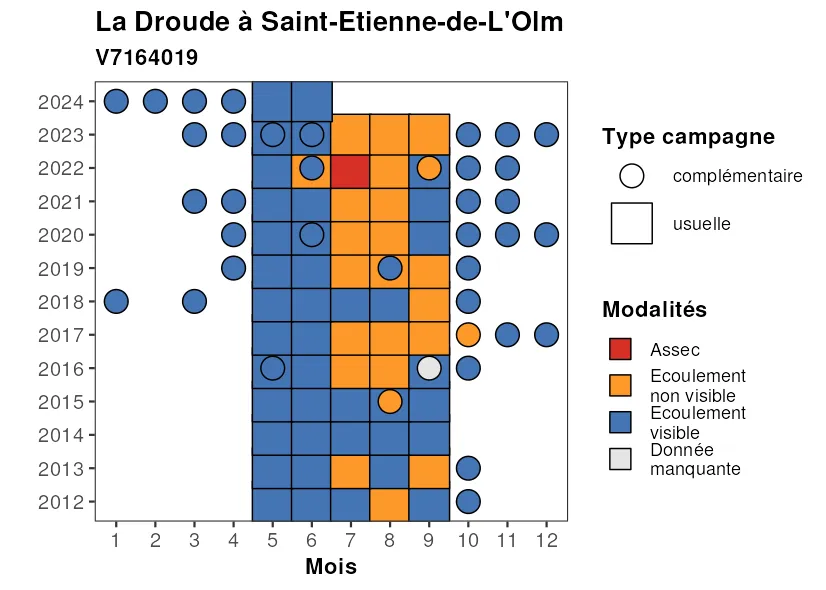 La Droude à Saint-Etienne-de-L'Olm
V7164019
2024
2023
2022
2021
2020
2019
2018
2017
2016
2015
2014
2013
2012
1 2 3 4 5 6 7 8 9 10 11 12
Mois
Type campagne
complémentaire
usuelle
Modalités
Assec
Ecoulement
non visible
Ecoulement
visible
Donnée
manquante